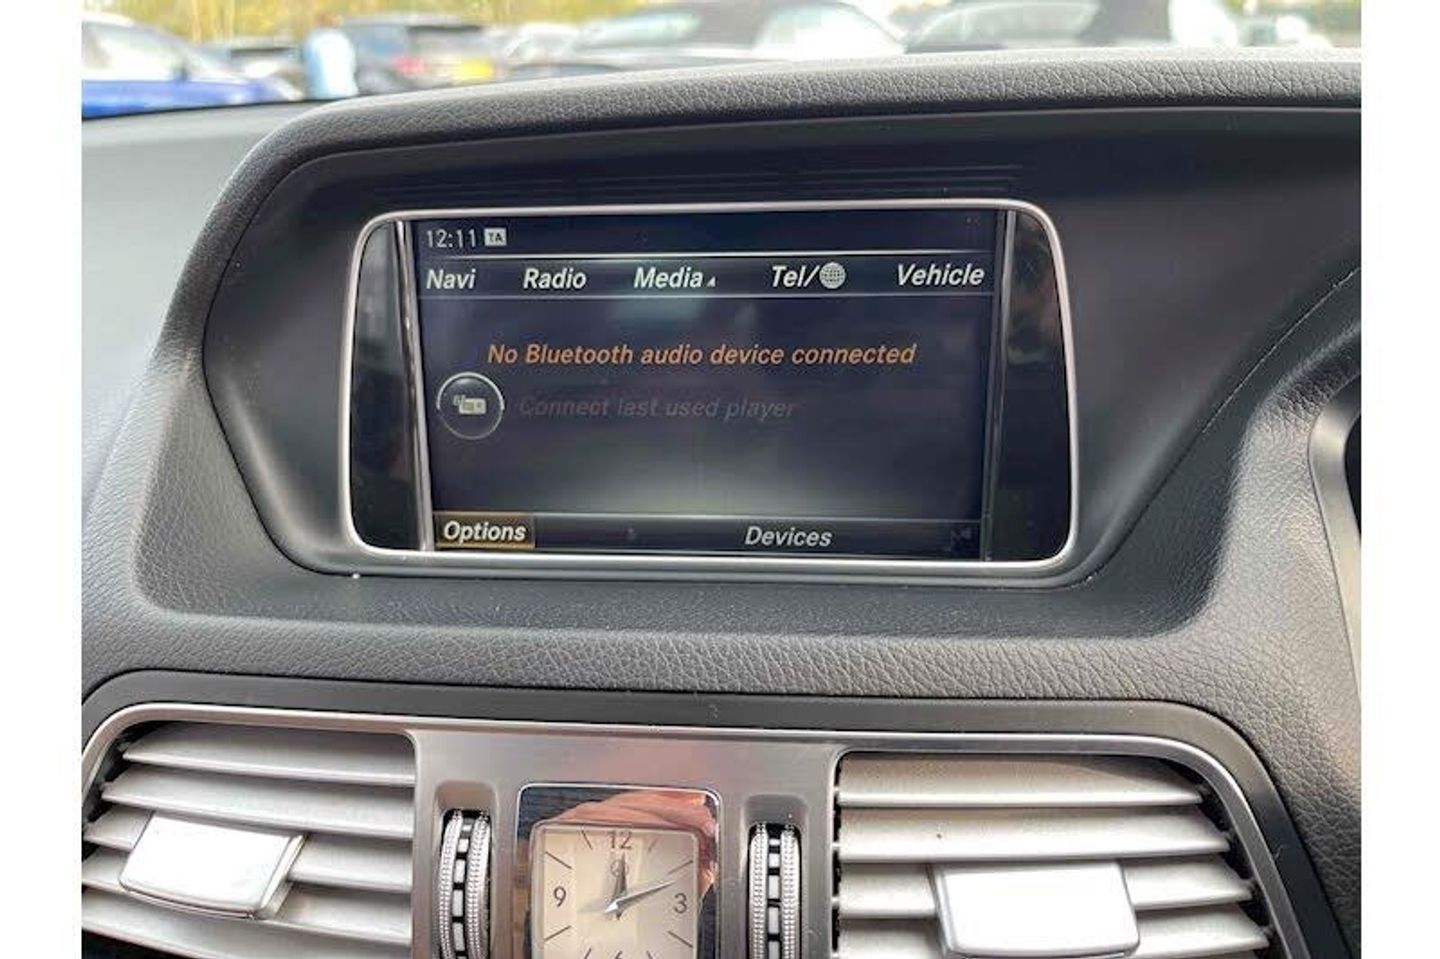 12:11 TA
Navi Radio Media Tel/ Vehicle
No Bluetooth audio device connected
Connect last used player
Options Devices
12
9 3
6